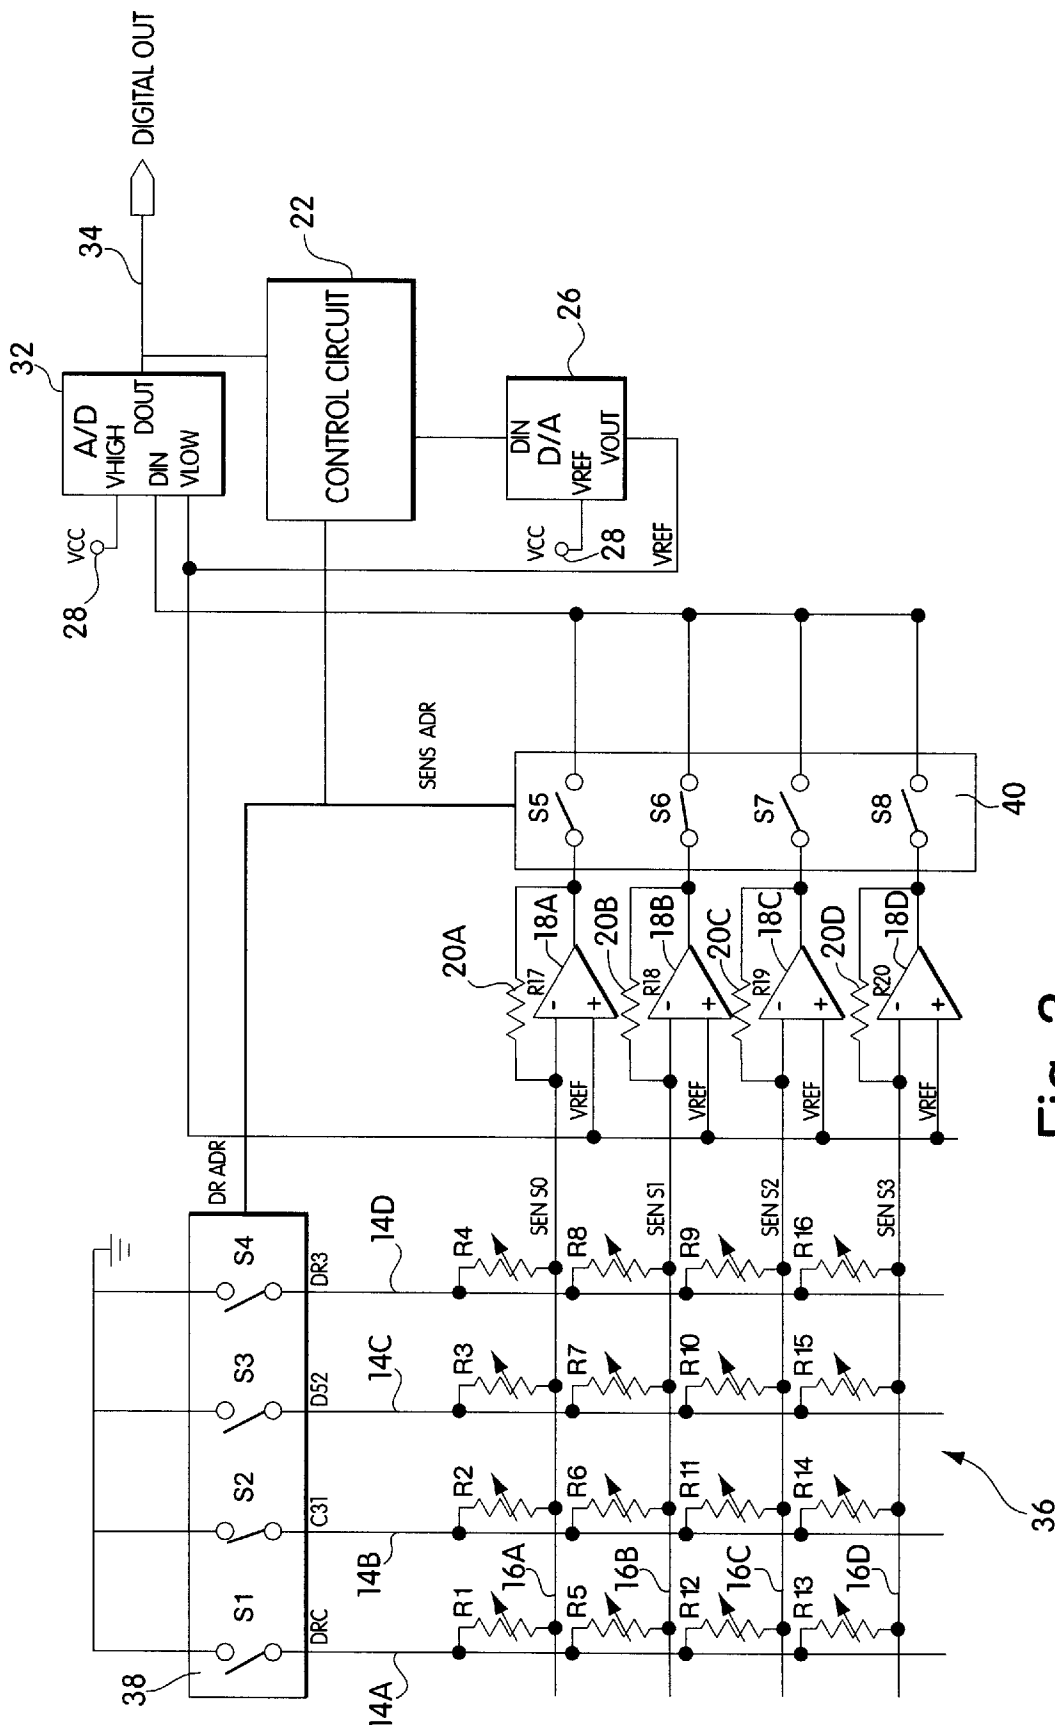 DIGITAL OUT
34
32
A/D
VHIGH
DOUT
DIN
VLOW
VCC
28
22
CONTROL CIRCUIT
26
DIN
D/A
VREF
VOUT
VCC
28
VREF
SENS ADR
DR ADR
38
S1
S2
S3
S4
DRC
C31
D52
DR3
14A
14B
14C
14D
R1
R2
R3
R4
16A
SEN S0
R5
R6
R7
R8
16B
SEN S1
R12
R11
R10
R9
16C
SEN S2
R13
R14
R15
R16
16D
SEN S3
36
20A
R17
18A
-
+
VREF
20B
R18
18B
-
+
VREF
20C
R19
18C
-
+
VREF
20D
R20
18D
-
+
VREF
S5
S6
S7
S8
40